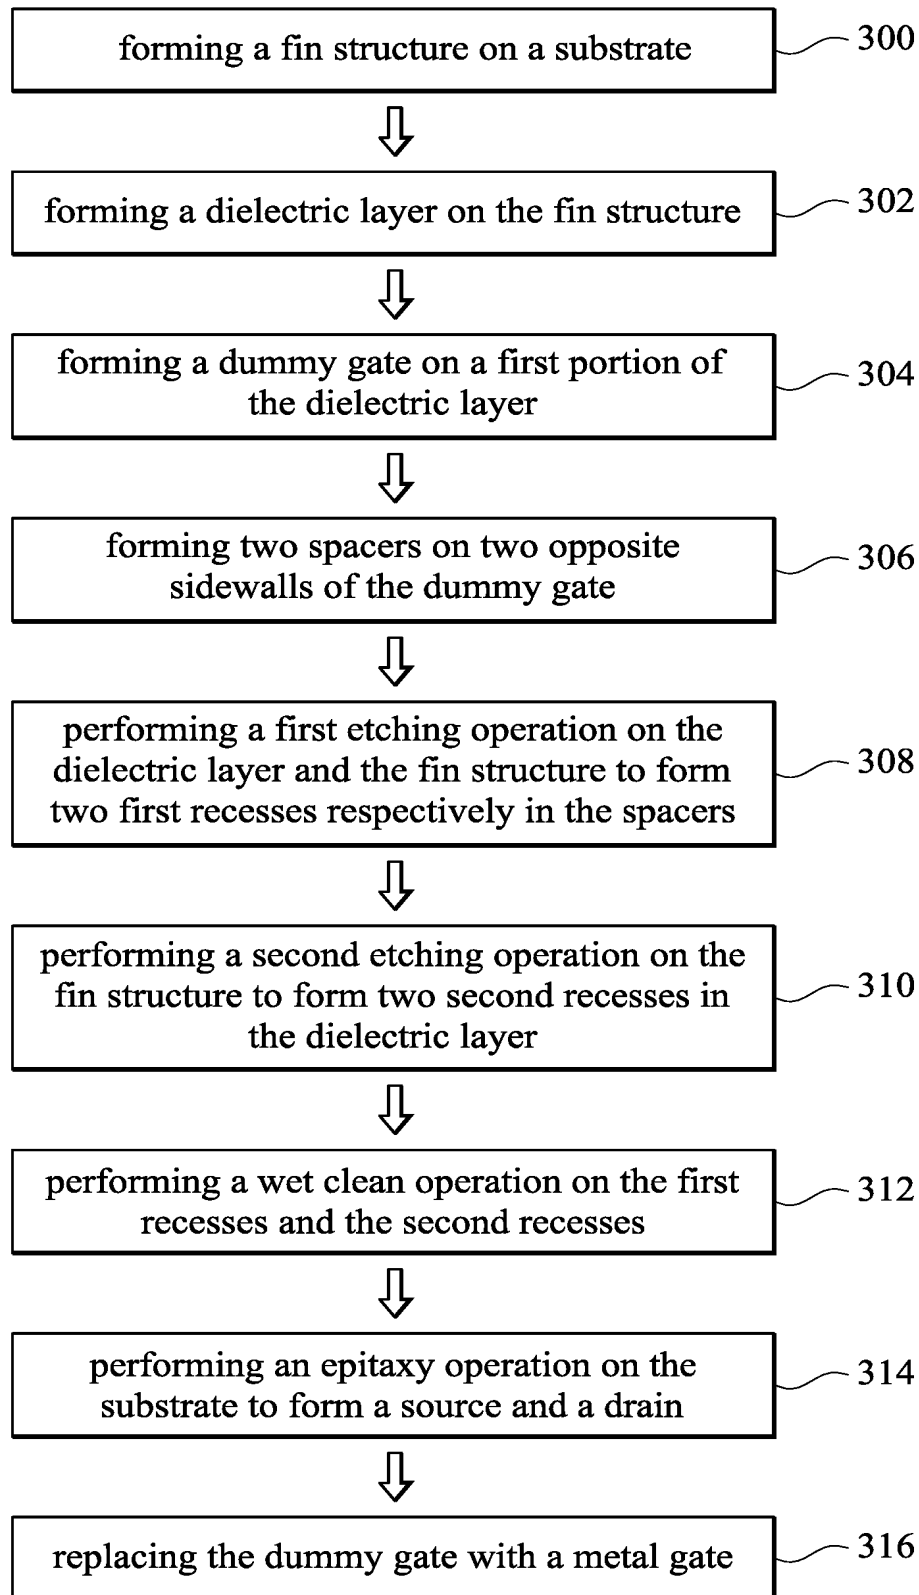 forming a fin structure on a substrate
300
forming a dielectric layer on the fin structure
302
forming a dummy gate on a first portion of
the dielectric layer
304
forming two spacers on two opposite
sidewalls of the dummy gate
306
performing a first etching operation on the
dielectric layer and the fin structure to form
two first recesses respectively in the spacers
308
performing a second etching operation on the
fin structure to form two second recesses in
the dielectric layer
310
performing a wet clean operation on the first
recesses and the second recesses
312
performing an epitaxy operation on the
substrate to form a source and a drain
314
replacing the dummy gate with a metal gate
316